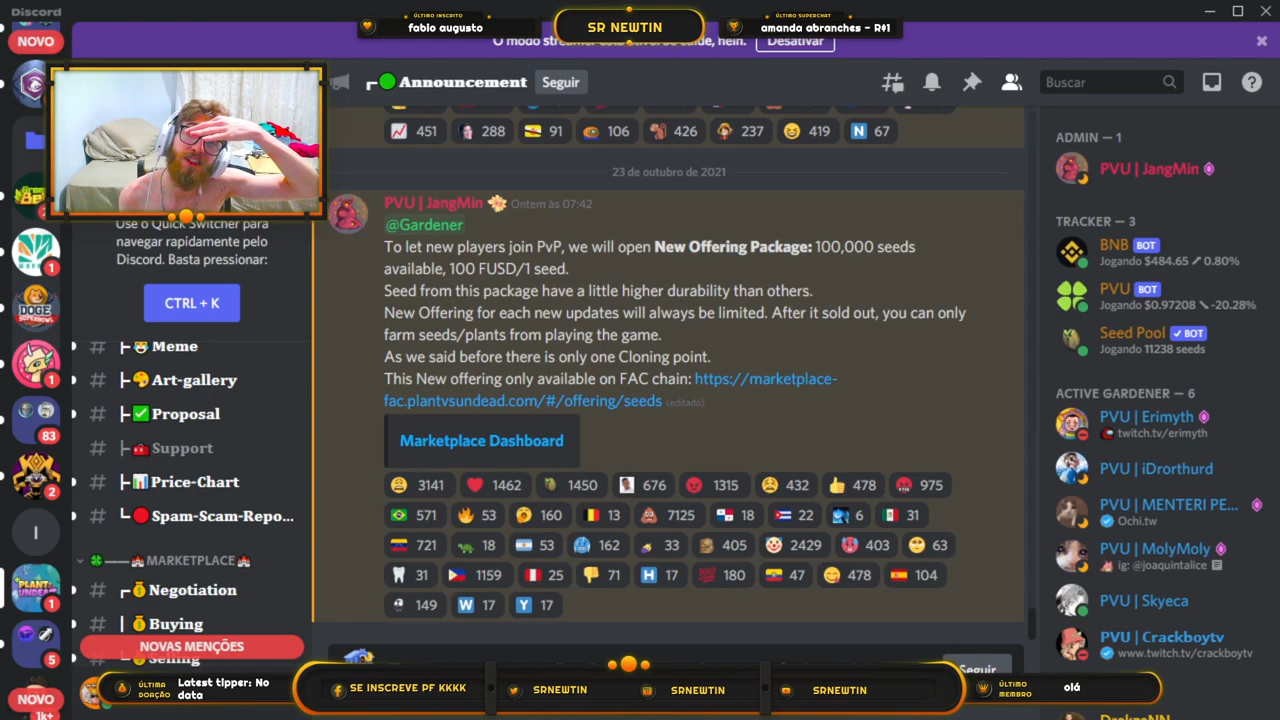 Discord
ÚLTIMO INSCRITO
fabio augusto
SR NEWTIN
ÚLTIMO SUPERCHAT
amanda abranches - R$1
NOVO
Desativar
Announcement
Seguir
Buscar
451 288 91 106 426 237 419 N 67
23 de outubro de 2021
PVU | JangMin Ontem às 07:42
@Gardener
To let new players join PvP, we will open New Offering Package: 100,000 seeds
available, 100 FUSD/1 seed.
Seed from this package have a little higher durability than others.
New Offering for each new updates will always be limited. After it sold out, you can only
farm seeds/plants from playing the game.
As we said before there is only one Cloning point.
This New offering only available on FAC chain: https://marketplace-
fac.plantvsundead.com/#/offering/seeds (editado)
Marketplace Dashboard
3141 1462 1450 676 1315 432 478 975
571 53 160 13 7125 18 22 6 31
721 18 53 162 33 405 2429 403 63
31 1159 25 71 H 17 180 47 478 104
149 W 17 Y 17
Seguir
Use o Quick Switcher para
navegar rapidamente pelo
Discord. Basta pressionar:
CTRL + K
Meme
Art-gallery
Proposal
Support
Price-Chart
Spam-Scam-Repo...
MARKETPLACE
Negotiation
Buying
NOVAS MENÇÕES
Selling
1
1
83
2
I
1
5
NOVO
1k+
ADMIN — 1
PVU | JangMin
TRACKER — 3
BNB BOT
Jogando $484.65 0.80%
PVU BOT
Jogando $0.97208 -20.28%
Seed Pool BOT
Jogando 11238 seeds
ACTIVE GARDENER — 6
PVU | Erimyth
twitch.tv/erimyth
PVU | iDrorthurd
PVU | MENTERI PE...
Ochi.tw
PVU | MolyMoly
ig: @joaquintalice
PVU | Skyeca
PVU | Crackboytv
www.twitch.tv/crackboytv
ÚLTIMA
DOAÇÃO
Latest tipper: No
data
SE INSCREVE PF KKKK
SRNEWTIN
SRNEWTIN
SRNEWTIN
ÚLTIMO
MEMBRO
olá